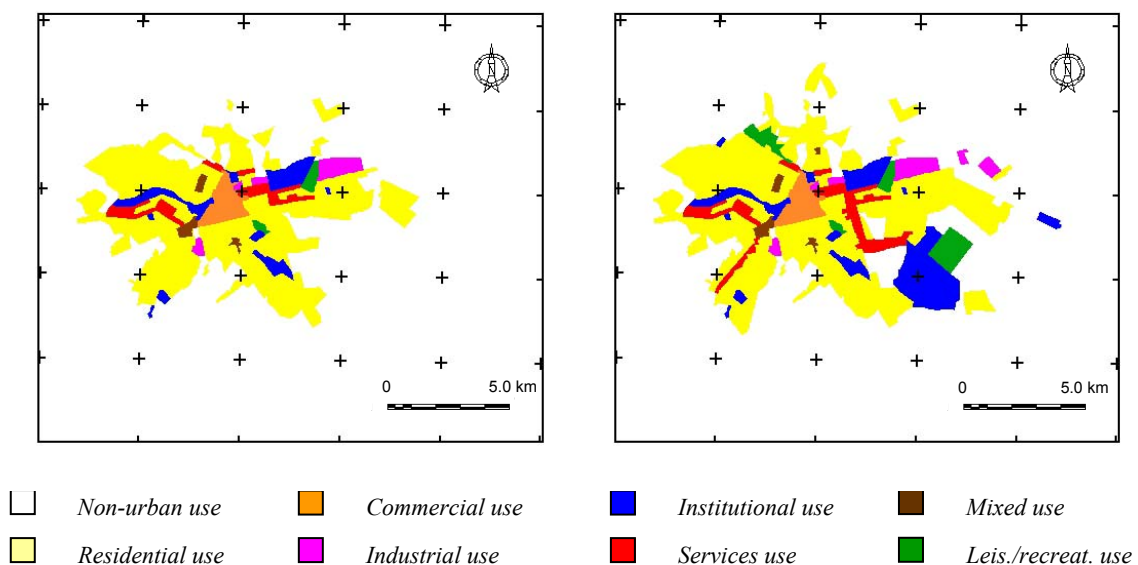 N
N
0 5.0 km
0 5.0 km
Non-urban use Commercial use Institutional use Mixed use
Residential use Industrial use Services use Leis./recreat. use